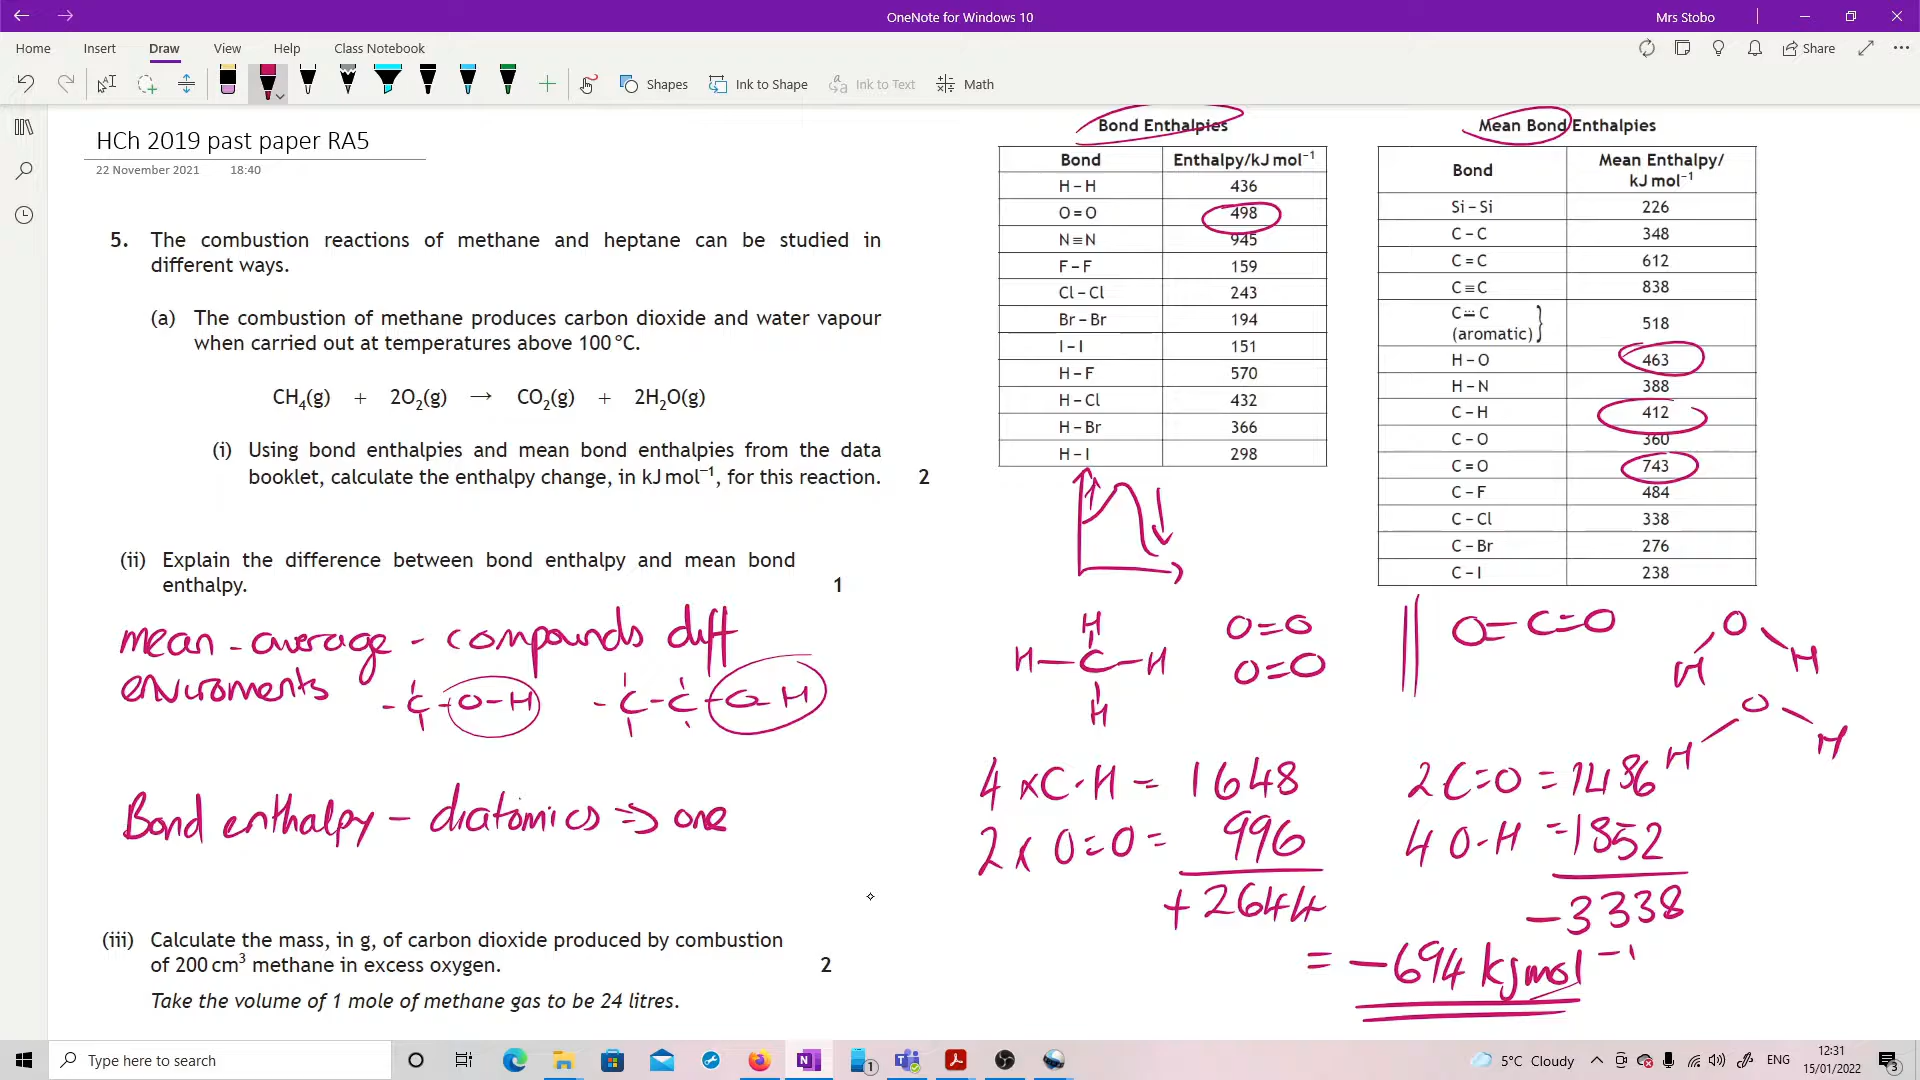 OneNote for Windows 10
Mrs Stobo
Home Insert Draw View Help Class Notebook
Share
Shapes Ink to Shape Ink to Text Math
HCh 2019 past paper RA5
22 November 2021 18:40
5. The combustion reactions of methane and heptane can be studied in
different ways.
(a) The combustion of methane produces carbon dioxide and water vapour
when carried out at temperatures above 100 °C.
CH₄(g) + 2O₂(g) → CO₂(g) + 2H₂O(g)
(i) Using bond enthalpies and mean bond enthalpies from the data
booklet, calculate the enthalpy change, in kJ mol⁻¹, for this reaction. 2
(ii) Explain the difference between bond enthalpy and mean bond
enthalpy. 1
mean - average - compounds diff
enviroments
- C - O - H - C - C - O - H
Bond enthalpy - diatomics ⇒ one
(iii) Calculate the mass, in g, of carbon dioxide produced by combustion
of 200 cm³ methane in excess oxygen. 2
Take the volume of 1 mole of methane gas to be 24 litres.
Bond Enthalpies
Bond Enthalpy/kJ mol⁻¹
H – H 436
O = O 498
N ≡ N 945
F – F 159
Cl – Cl 243
Br – Br 194
I – I 151
H – F 570
H – Cl 432
H – Br 366
H – I 298
Mean Bond Enthalpies
Bond Mean Enthalpy/
kJ mol⁻¹
Si – Si 226
C – C 348
C = C 612
C ≡ C 838
C ⩦ C
(aromatic) } 518
H – O 463
H – N 388
C – H 412
C – O 360
C = O 743
C – F 484
C – Cl 338
C – Br 276
C – I 238
H
H - C - H
H
O=O
O=O
O=C=O
O
H H
O
H H
4 x C-H = 1648
2 x O=O = 996
+ 2644
2 C=O = 1486
4 O-H = 1852
- 3338
= - 694 kJ mol⁻¹
Type here to search
1
5°C Cloudy
ENG
12:31
15/01/2022
3